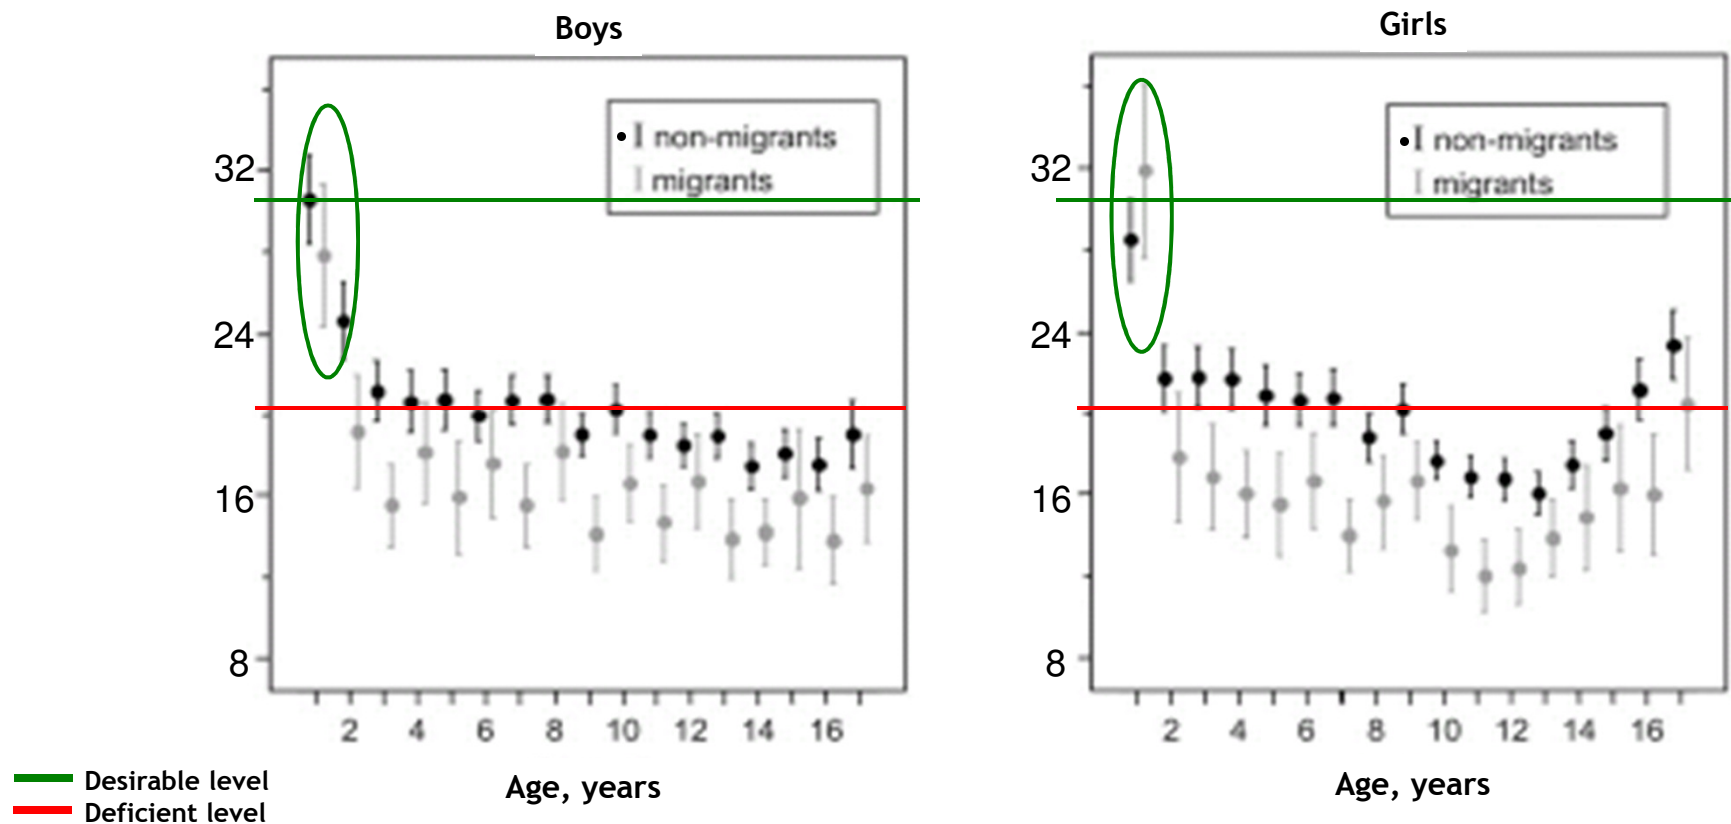 Boys
non-migrants
migrants
32
24
16
8
2 4 6 8 10 12 14 16
Age, years
Girls
non-migrants
migrants
32
24
16
8
2 4 6 8 10 12 14 16
Age, years
Desirable level
Deficient level